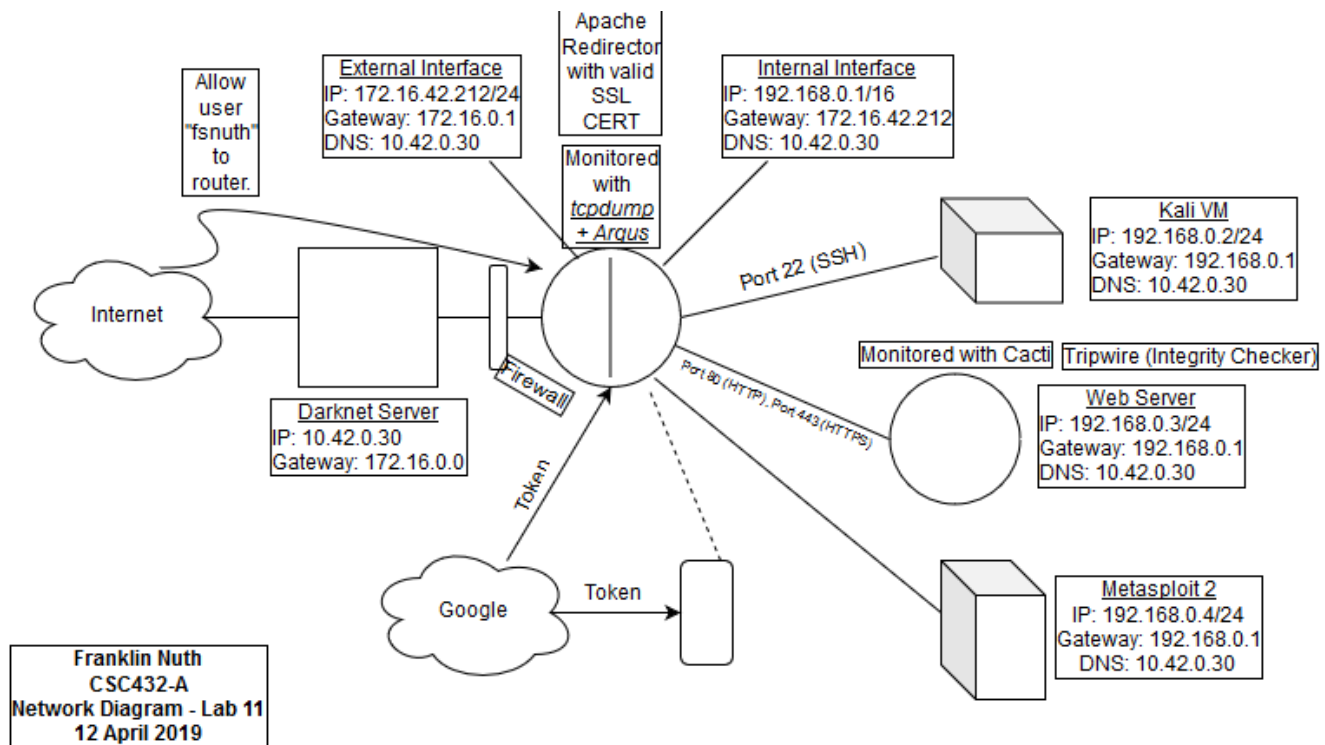 Apache
Redirector
with valid
SSL
CERT
Allow
user
"fsnuth"
to
router.
External Interface
IP: 172.16.42.212/24
Gateway: 172.16.0.1
DNS: 10.42.0.30
Internal Interface
IP: 192.168.0.1/16
Gateway: 172.16.42.212
DNS: 10.42.0.30
Monitored
with
tcpdump
+ Argus
Kali VM
IP: 192.168.0.2/24
Gateway: 192.168.0.1
DNS: 10.42.0.30
Port 22 (SSH)
Internet
Firewall
Monitored with Cacti
Tripwire (Integrity Checker)
Port 80 (HTTP), Port 443 (HTTPS)
Web Server
IP: 192.168.0.3/24
Gateway: 192.168.0.1
DNS: 10.42.0.30
Darknet Server
IP: 10.42.0.30
Gateway: 172.16.0.0
Token
Google
Token
Metasploit 2
IP: 192.168.0.4/24
Gateway: 192.168.0.1
DNS: 10.42.0.30
Franklin Nuth
CSC432-A
Network Diagram - Lab 11
12 April 2019